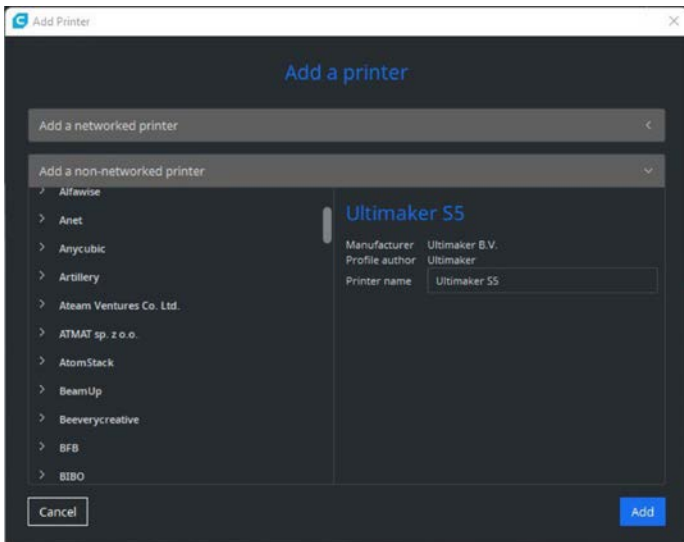 Add Printer
Add a printer
Add a networked printer
Add a non-networked printer
Alfawise
Anet
Anycubic
Artillery
Ateam Ventures Co. Ltd.
ATMAT sp. z o.o.
AtomStack
BeamUp
Beeverycreative
BFB
BIBO
Ultimaker S5
Manufacturer Ultimaker B.V.
Profile author Ultimaker
Printer name Ultimaker S5
Cancel
Add